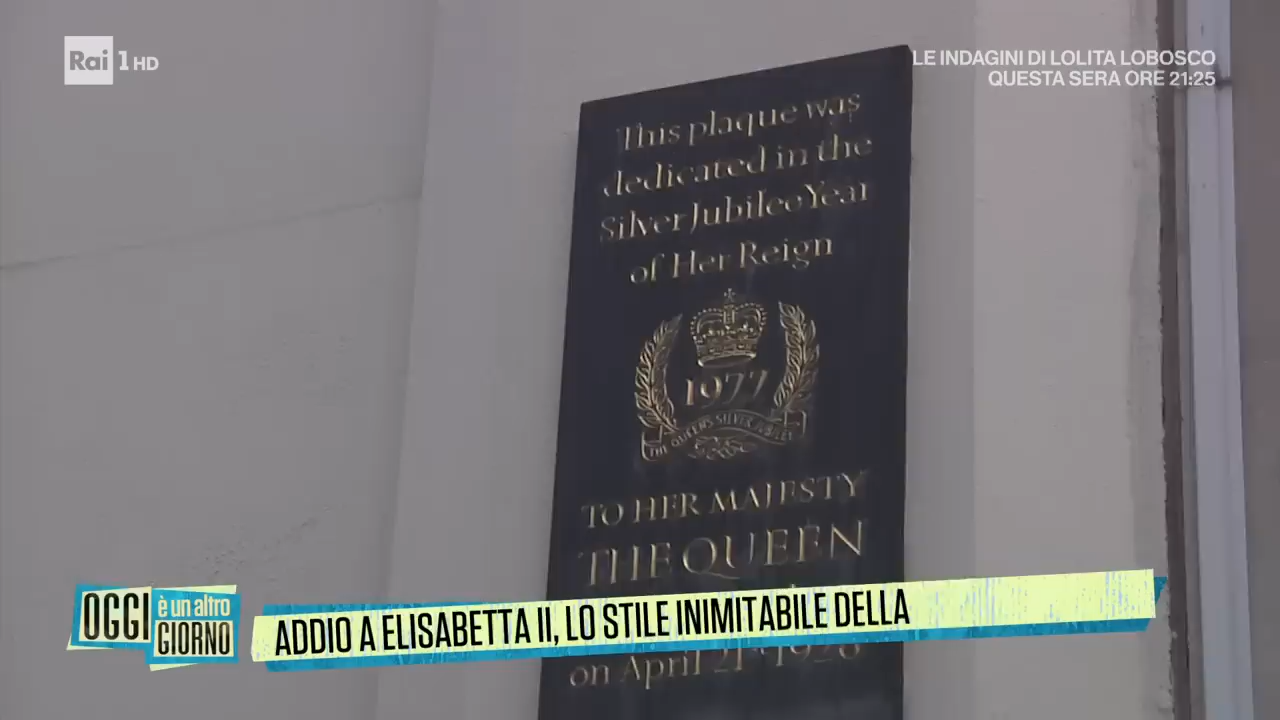 Rai 1 HD
LE INDAGINI DI LOLITA LOBOSCO
QUESTA SERA ORE 21:25
This plaque was
dedicated in the
Silver Jubilee Year
of Her Reign
1977
THE QUEEN'S SILVER JUBILEE
TO HER MAJESTY
THE QUEEN
OGGI è un altro GIORNO
ADDIO A ELISABETTA II, LO STILE INIMITABILE DELLA
on April 21st